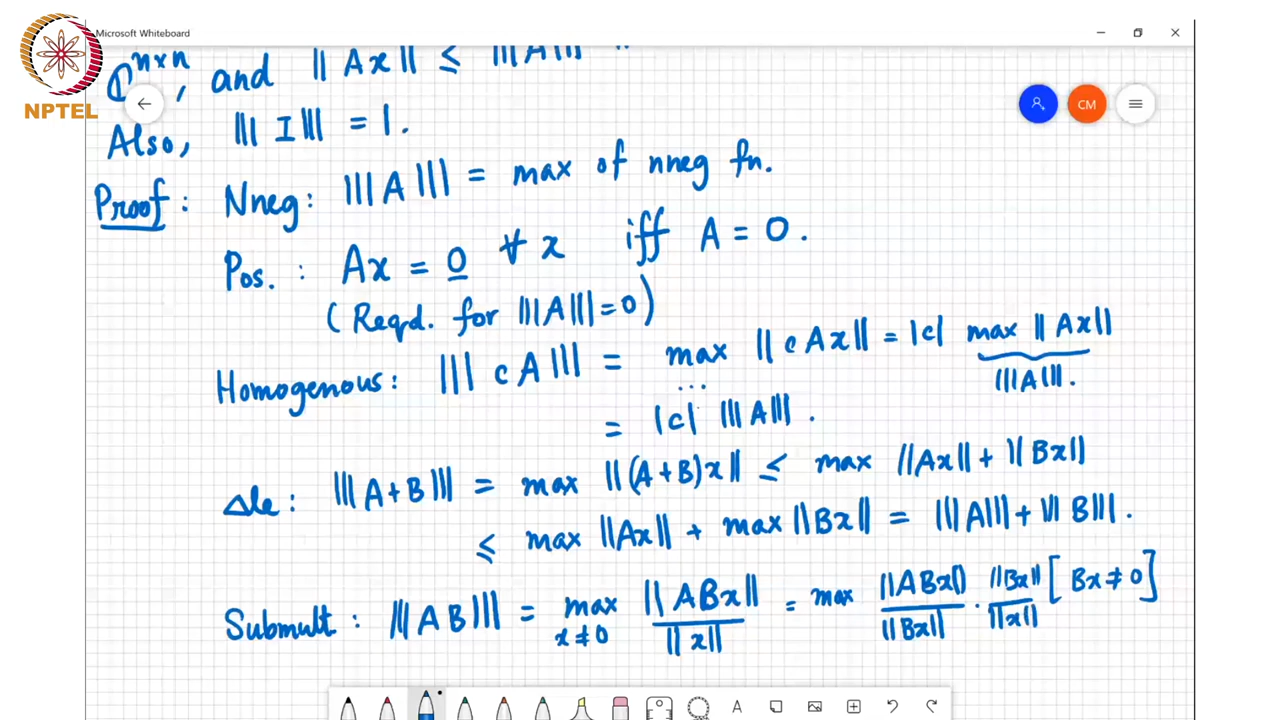 Microsoft Whiteboard
NPTEL
CM
ℂ^{n×n}, and ‖Ax‖ ≤ |||A|||
Also, ||| I ||| = 1.
Proof: Nneg: |||A||| = max of nneg fn.
Pos.: Ax = 0 ∀ x iff A = 0.
(Reqd. for |||A||| = 0)
Homogenous: ||| cA ||| = max ... ‖cAx‖ = |c| max ‖Ax‖
|||A|||.
= |c| |||A|||.
Δle: |||A+B||| = max ‖(A+B)x‖ ≤ max ‖Ax‖ + ‖Bx‖
≤ max ‖Ax‖ + max ‖Bx‖ = |||A||| + |||B|||.
Submult: |||AB||| = max x≠0 ‖ABx‖/‖x‖ = max ‖ABx‖/‖Bx‖ · ‖Bx‖/‖x‖ [Bx≠0]